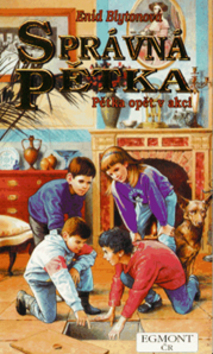 Enid Blytonová
SPRÁVNÁ
PĚTKA
Pětka opět v akci
EGMONT
ČR